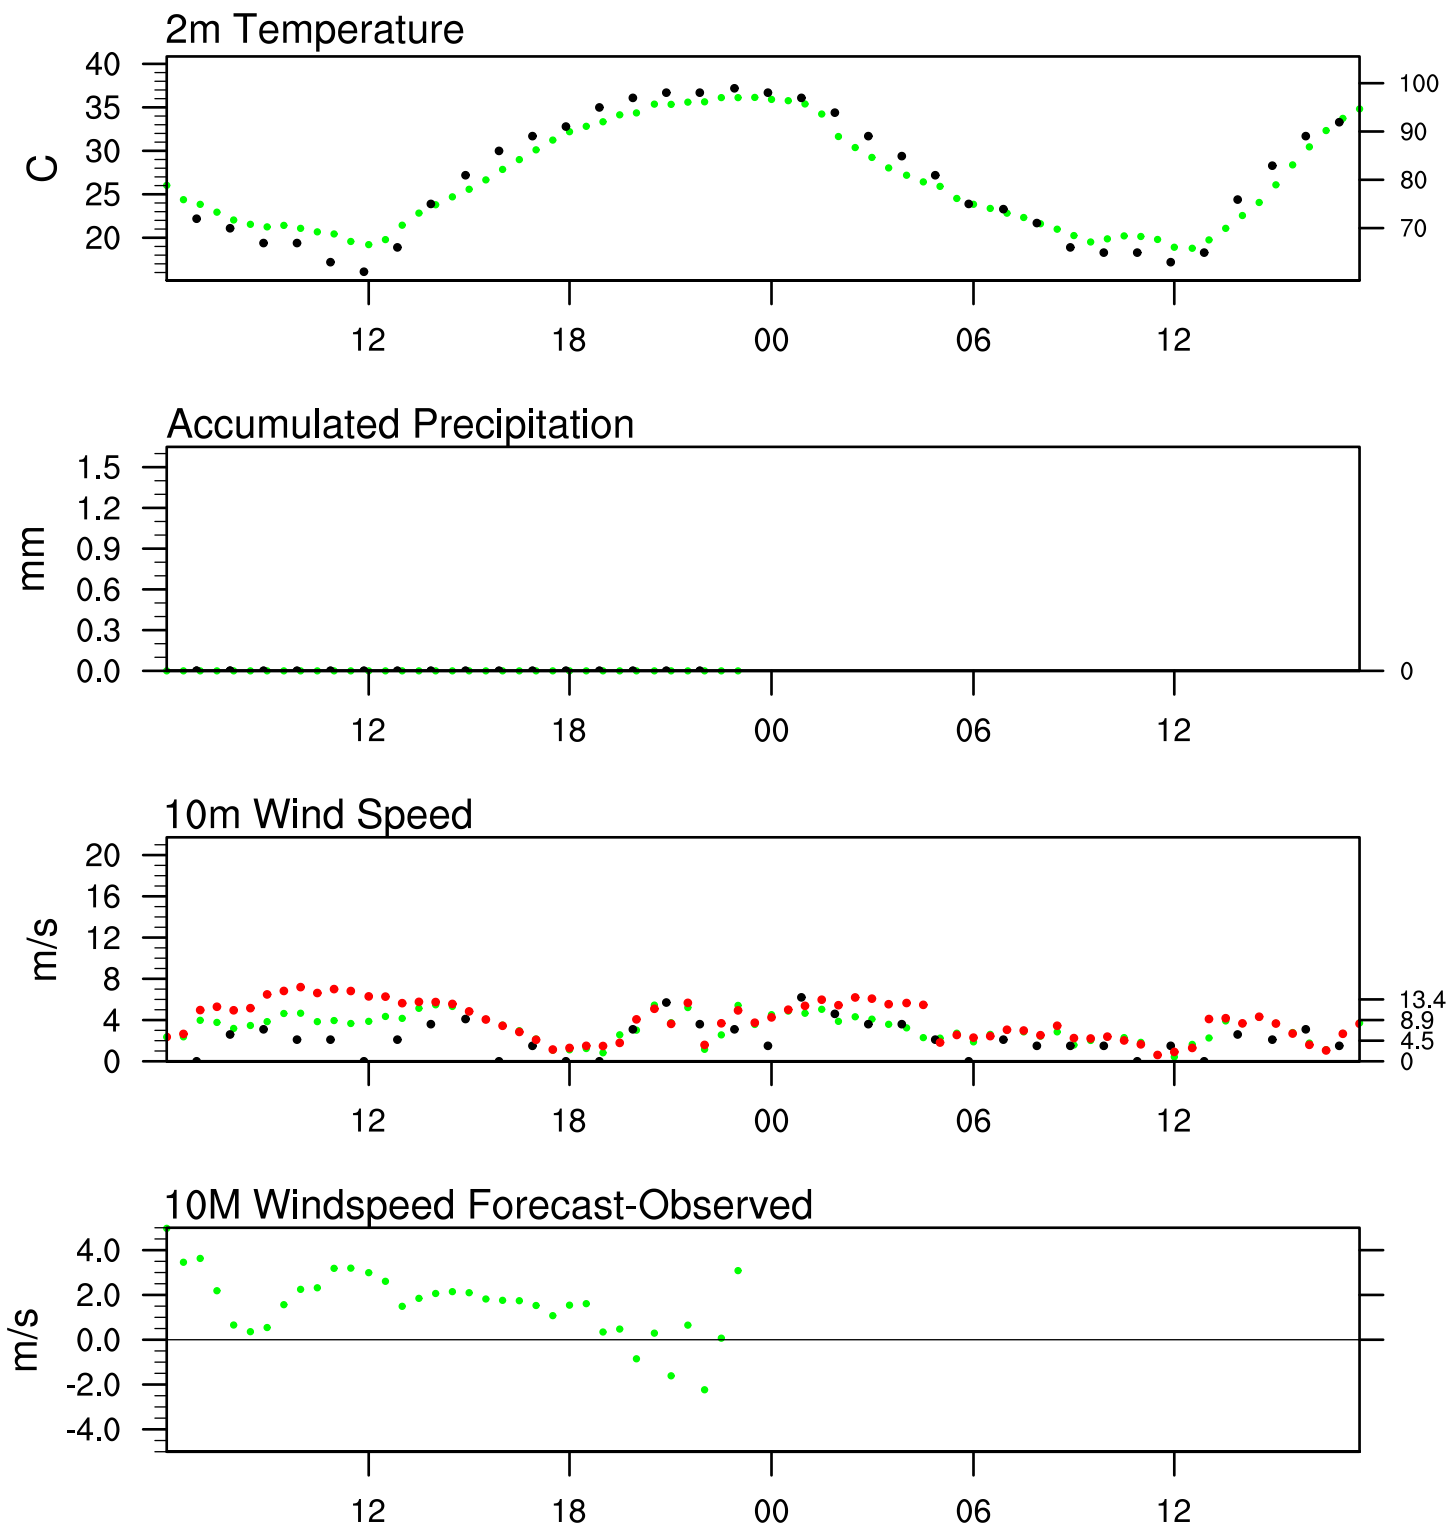 2m Temperature
40
35
30
25
20
C
100
90
80
70
12 18 00 06 12
Accumulated Precipitation
1.5
1.2
0.9
0.6
0.3
0.0
mm
0
12 18 00 06 12
10m Wind Speed
20
16
12
8
4
0
m/s
13.4
8.9
4.5
0
12 18 00 06 12
10M Windspeed Forecast-Observed
4.0
2.0
0.0
-2.0
-4.0
m/s
12 18 00 06 12